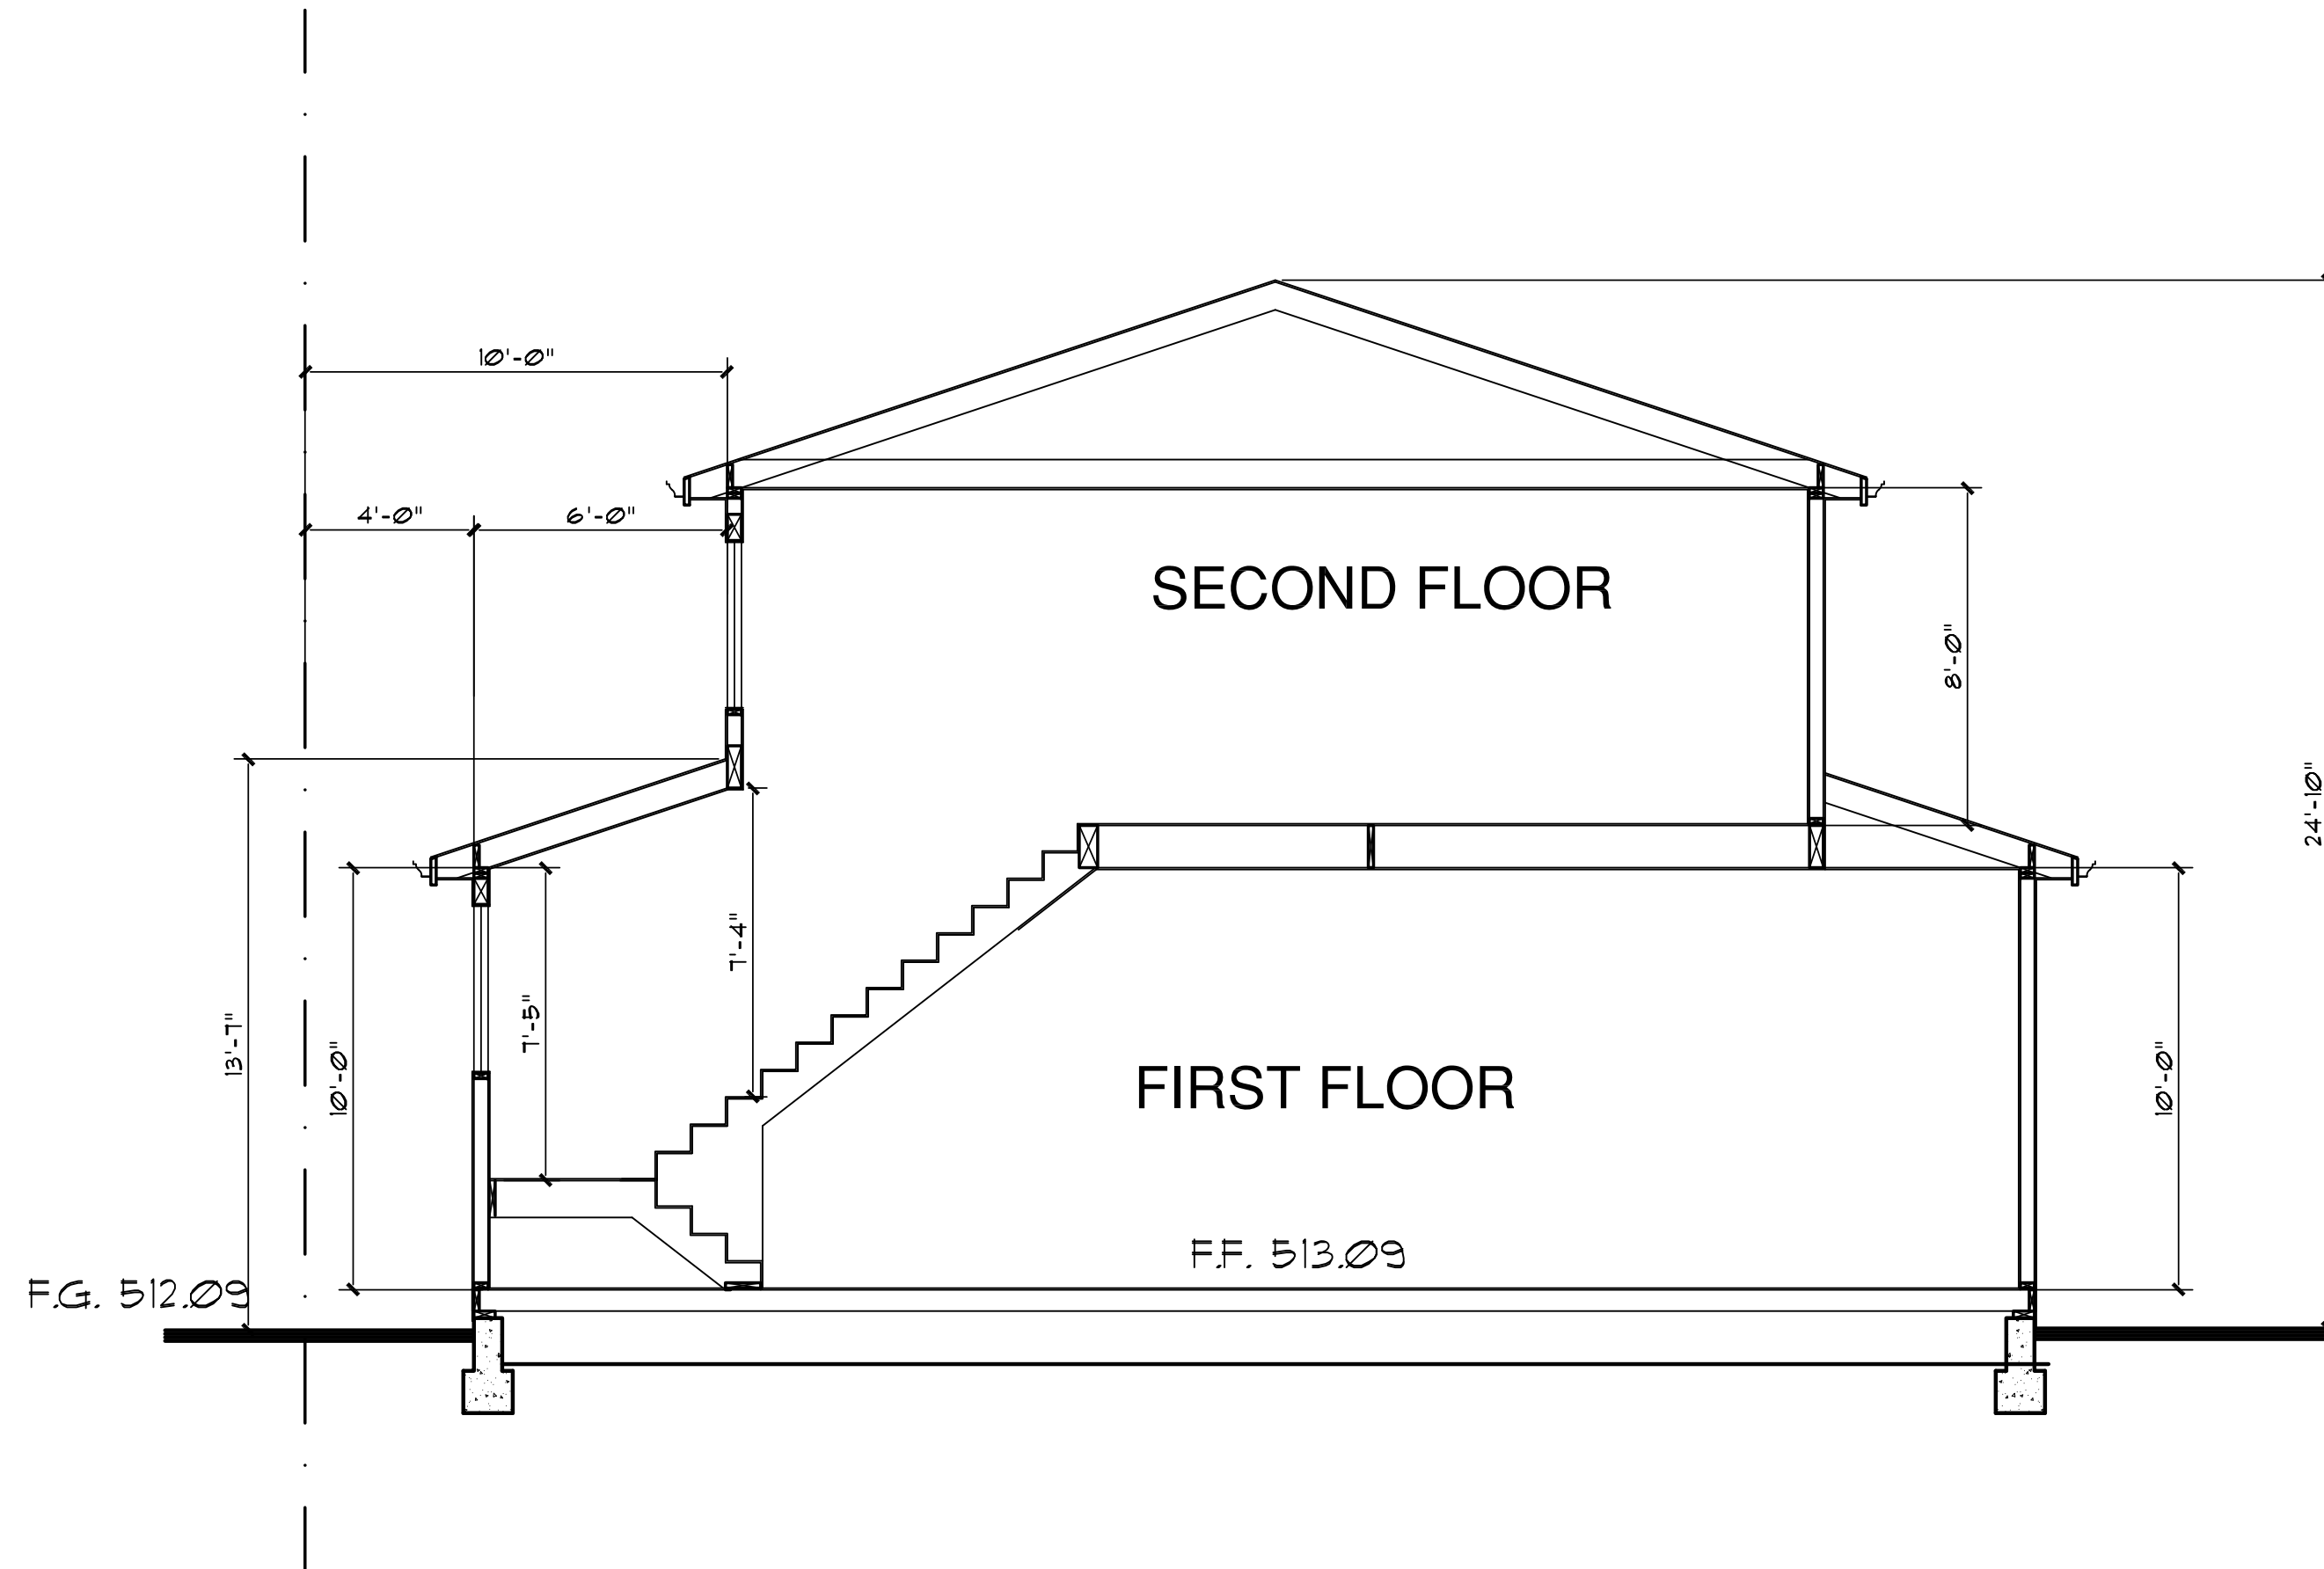 10'-0"
4'-0"
6'-0"
SECOND FLOOR
8'-0"
24'-10"
7'-4"
7'-5"
13'-7"
10'-0"
FIRST FLOOR
10'-0"
F.F. 513.09
F.G. 512.09